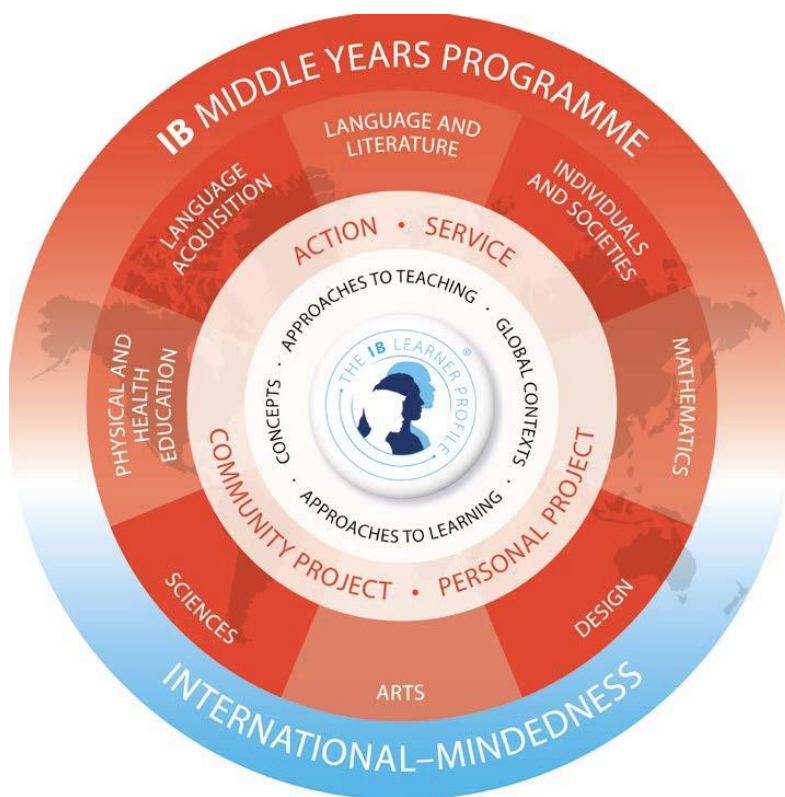 IB MIDDLE YEARS PROGRAMME
LANGUAGE AND
LITERATURE
INDIVIDUALS
AND SOCIETIES
MATHEMATICS
DESIGN
ARTS
SCIENCES
PHYSICAL AND
HEALTH
EDUCATION
LANGUAGE
ACQUISITION
ACTION • SERVICE
PERSONAL PROJECT •
COMMUNITY PROJECT
APPROACHES TO TEACHING •
GLOBAL CONTEXTS •
APPROACHES TO LEARNING •
CONCEPTS •
• THE IB LEARNER PROFILE • ®
INTERNATIONAL–MINDEDNESS